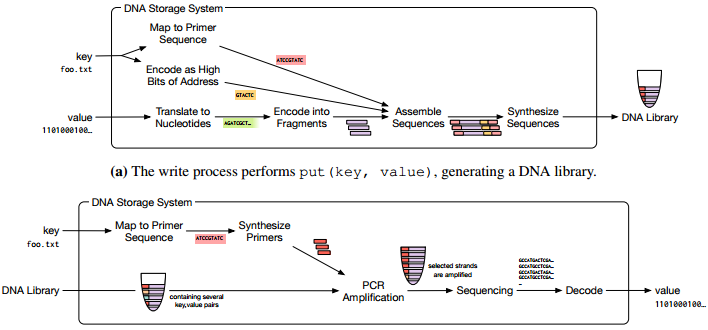 DNA Storage System
Map to Primer
Sequence
key
foo.txt
ATCCGTATC
Encode as High
Bits of Address
GTACTC
value
1101000100…
Translate to
Nucleotides
AGATCGCT…
Encode into
Fragments
Assemble
Sequences
Synthesize
Sequences
DNA Library
(a) The write process performs put(key, value), generating a DNA library.
DNA Storage System
key
foo.txt
Map to Primer
Sequence
ATCCGTATC
Synthesize
Primers
DNA Library
containing several
key,value pairs
PCR
Amplification
selected strands
are amplified
Sequencing
GCCATGACTCGA…
GCCATGCCTCGA…
GCCATGACTAGA…
GCCATGCCTCGA…
Decode
value
1101000100…